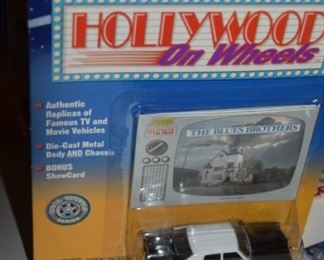 HOLLYWOOD
On Wheels
Authentic
Replicas of
Famous TV and
Movie Vehicles
Die-Cast Metal
Body AND Chassis
BONUS
ShowCard
THE BLUES BROTHERS
SERIES